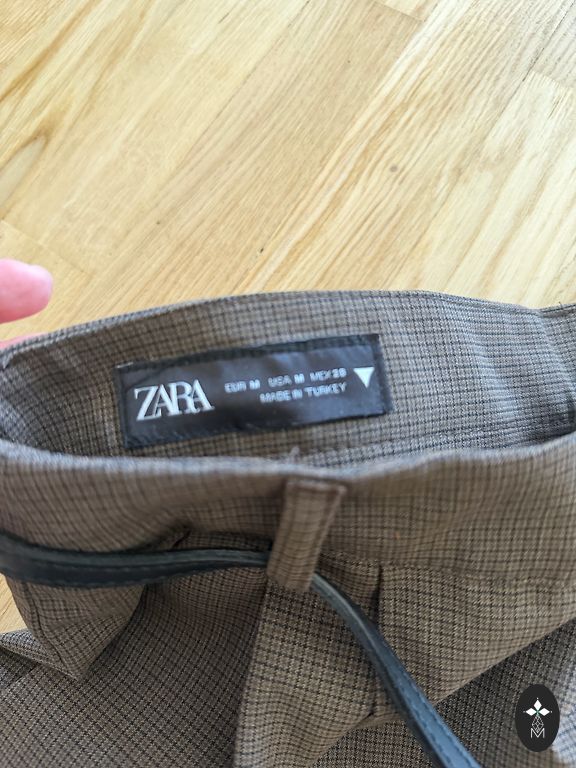 ZARA
EUR M USA M MEX 28
MADE IN TURKEY
M